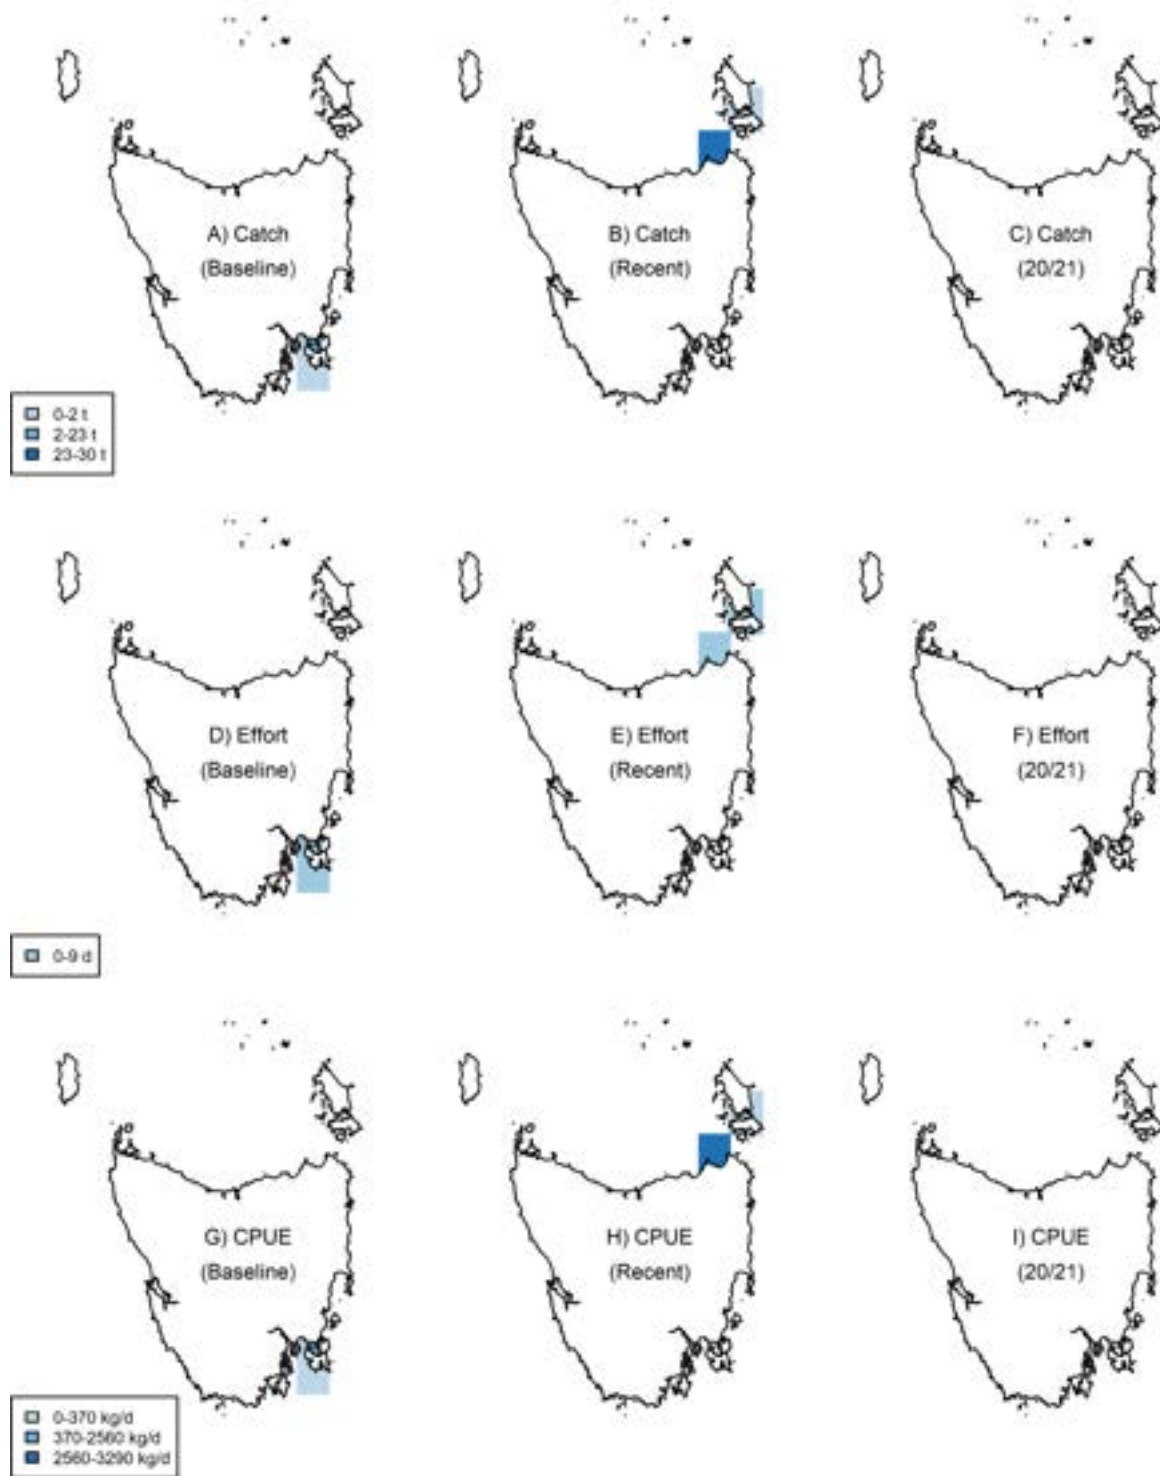 A) Catch
(Baseline)
B) Catch
(Recent)
C) Catch
(20/21)
0-2 t
2-23 t
23-30 t
D) Effort
(Baseline)
E) Effort
(Recent)
F) Effort
(20/21)
0-9 d
G) CPUE
(Baseline)
H) CPUE
(Recent)
I) CPUE
(20/21)
0-370 kg/d
370-2560 kg/d
2560-3290 kg/d